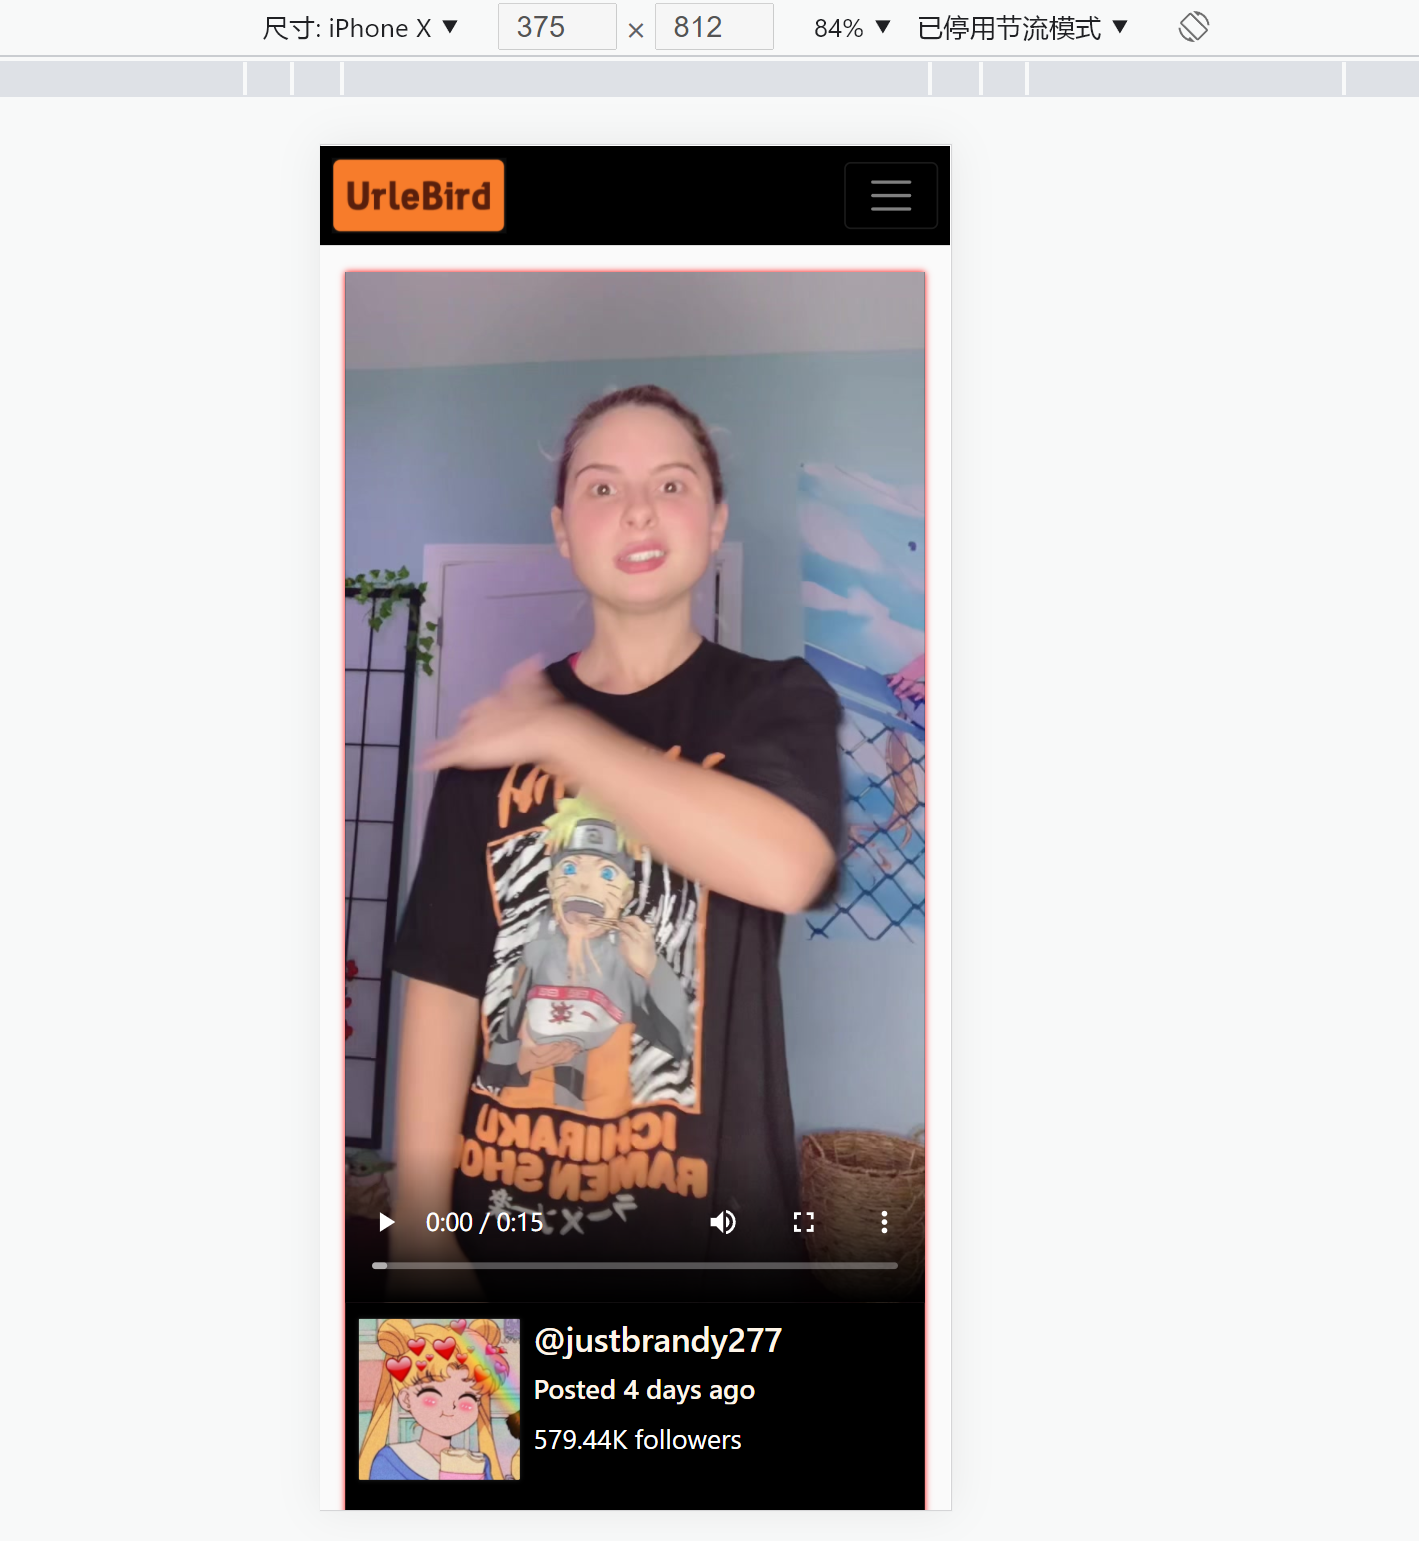 尺寸: iPhone X ▼ 375 × 812 84% ▼ 已停用节流模式 ▼
UrleBird
ICHIRAKU
RAMEN SHO
0:00 / 0:15
@justbrandy277
Posted 4 days ago
579.44K followers